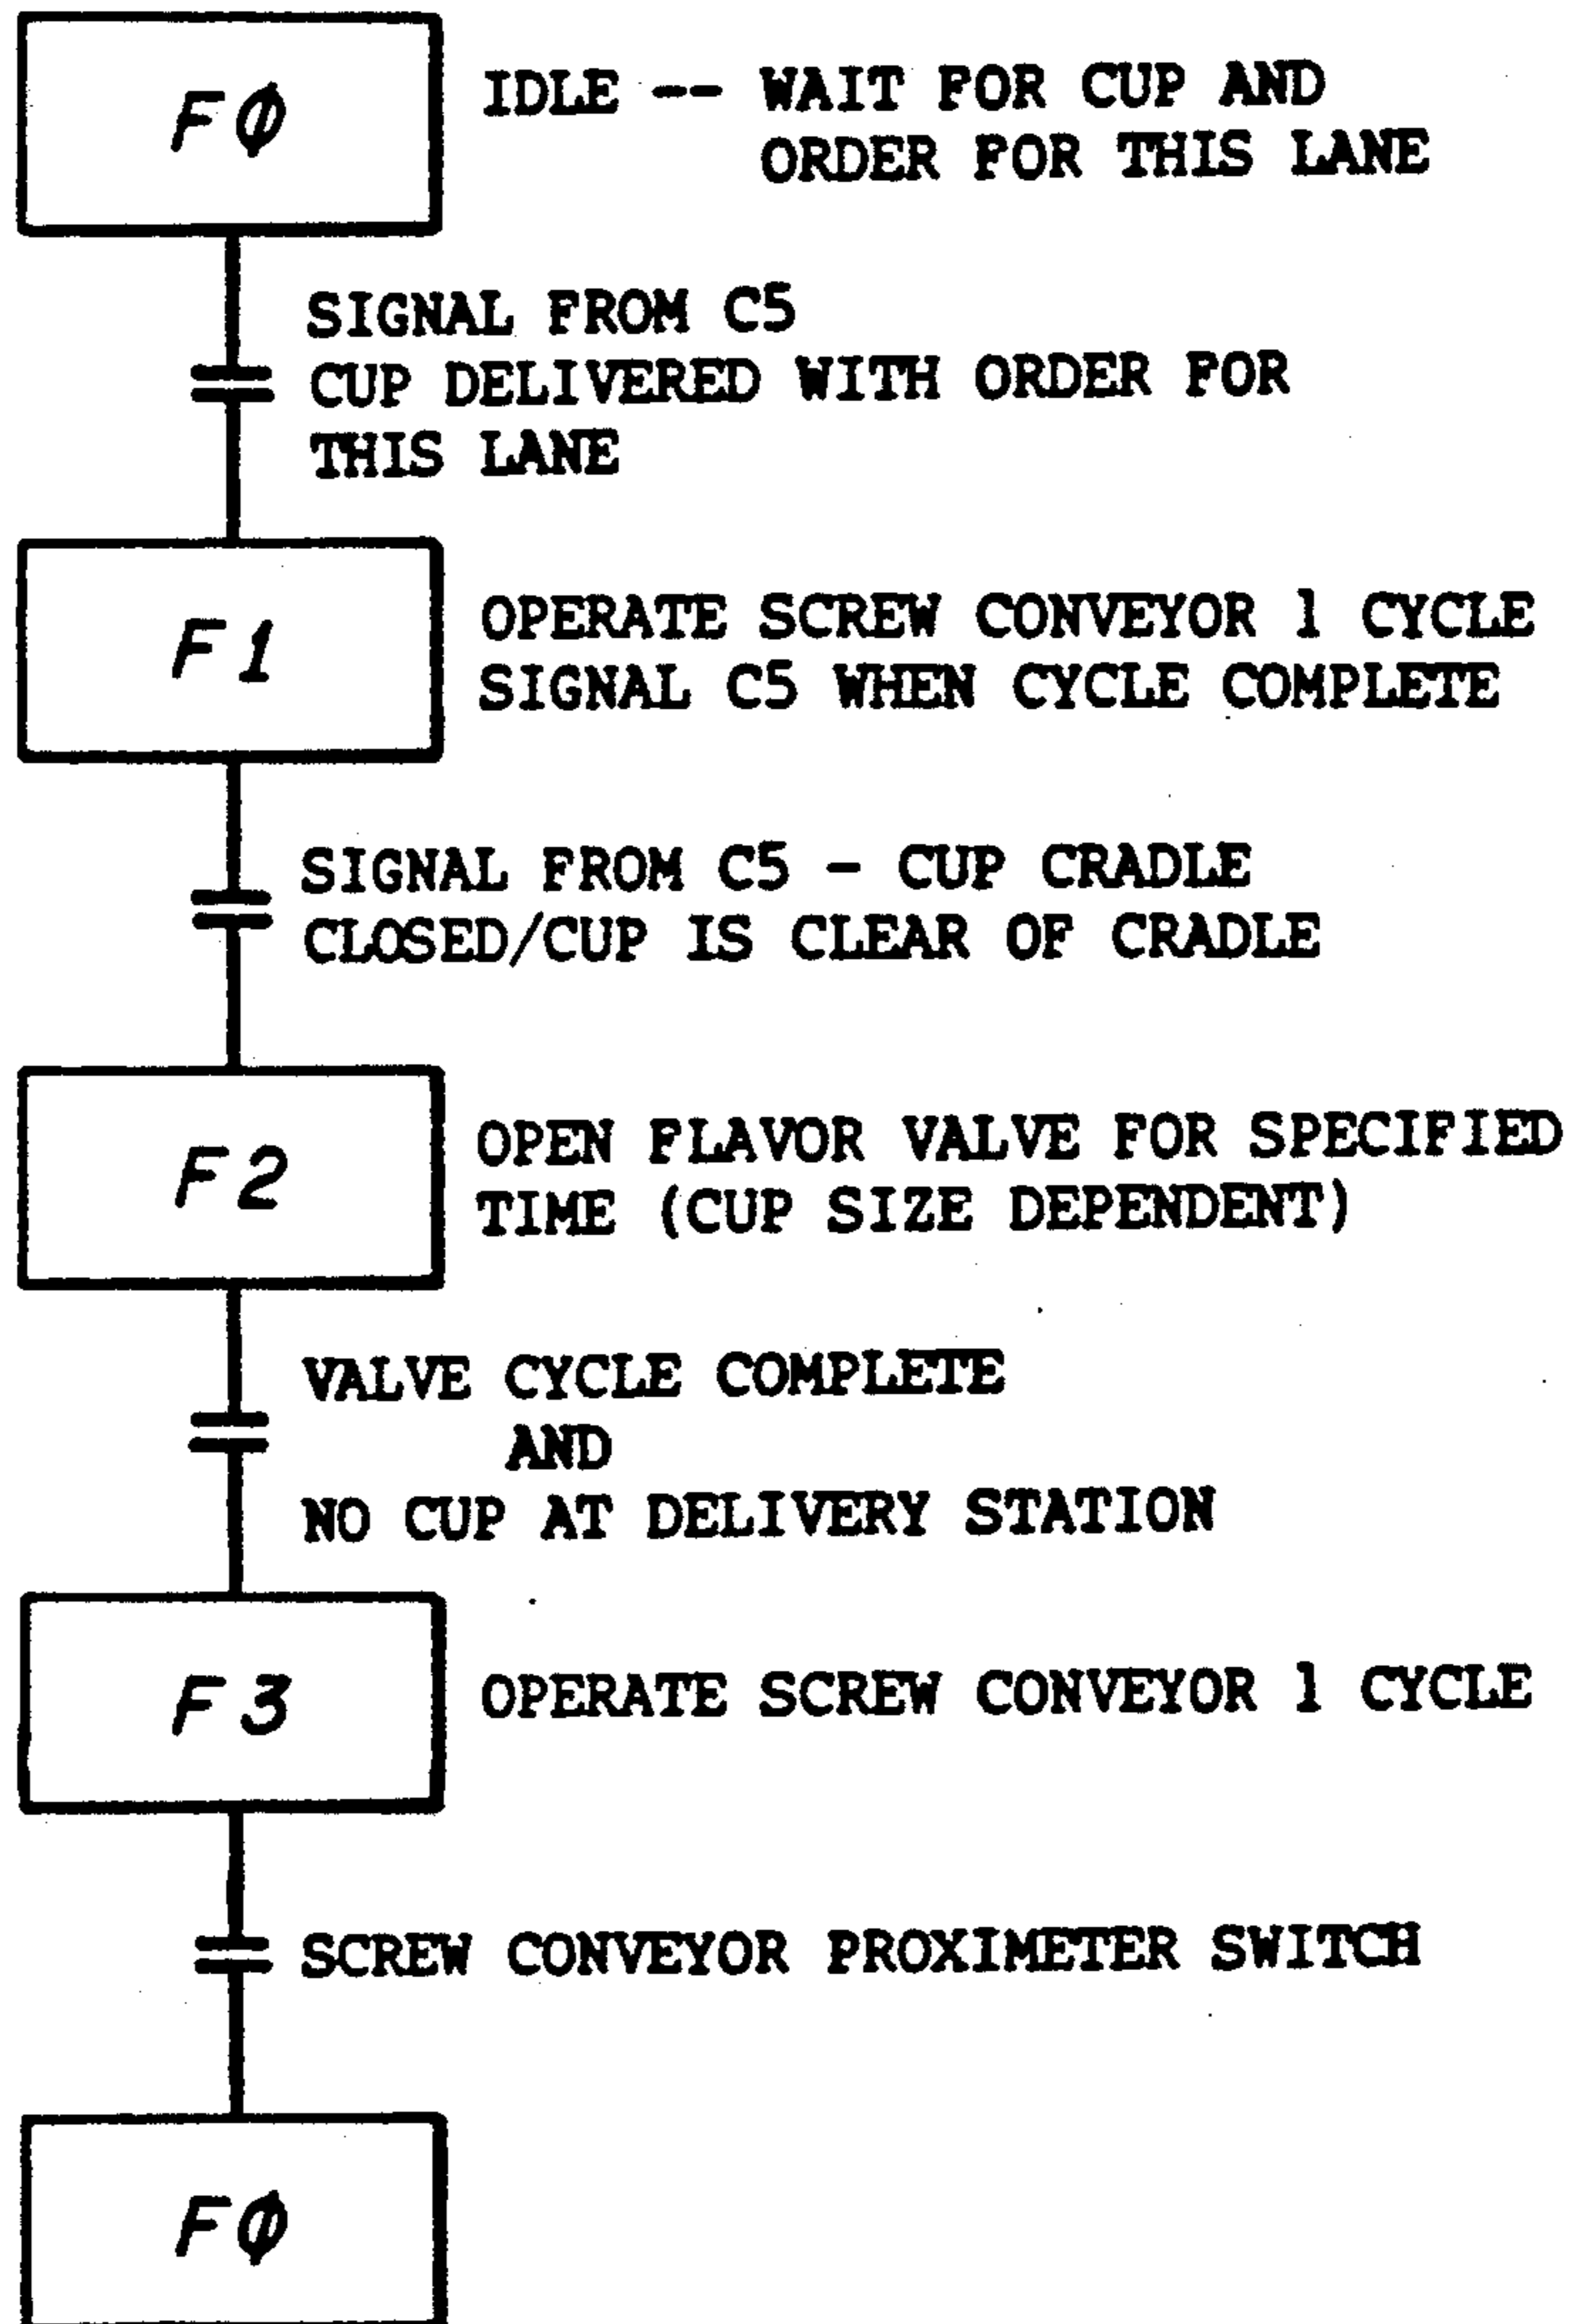 FØ
IDLE -- WAIT FOR CUP AND
ORDER FOR THIS LANE
SIGNAL FROM C5
CUP DELIVERED WITH ORDER FOR
THIS LANE
F1
OPERATE SCREW CONVEYOR 1 CYCLE
SIGNAL C5 WHEN CYCLE COMPLETE
SIGNAL FROM C5 - CUP CRADLE
CLOSED/CUP IS CLEAR OF CRADLE
F2
OPEN FLAVOR VALVE FOR SPECIFIED
TIME (CUP SIZE DEPENDENT)
VALVE CYCLE COMPLETE
AND
NO CUP AT DELIVERY STATION
F3
OPERATE SCREW CONVEYOR 1 CYCLE
SCREW CONVEYOR PROXIMETER SWITCH
FØ